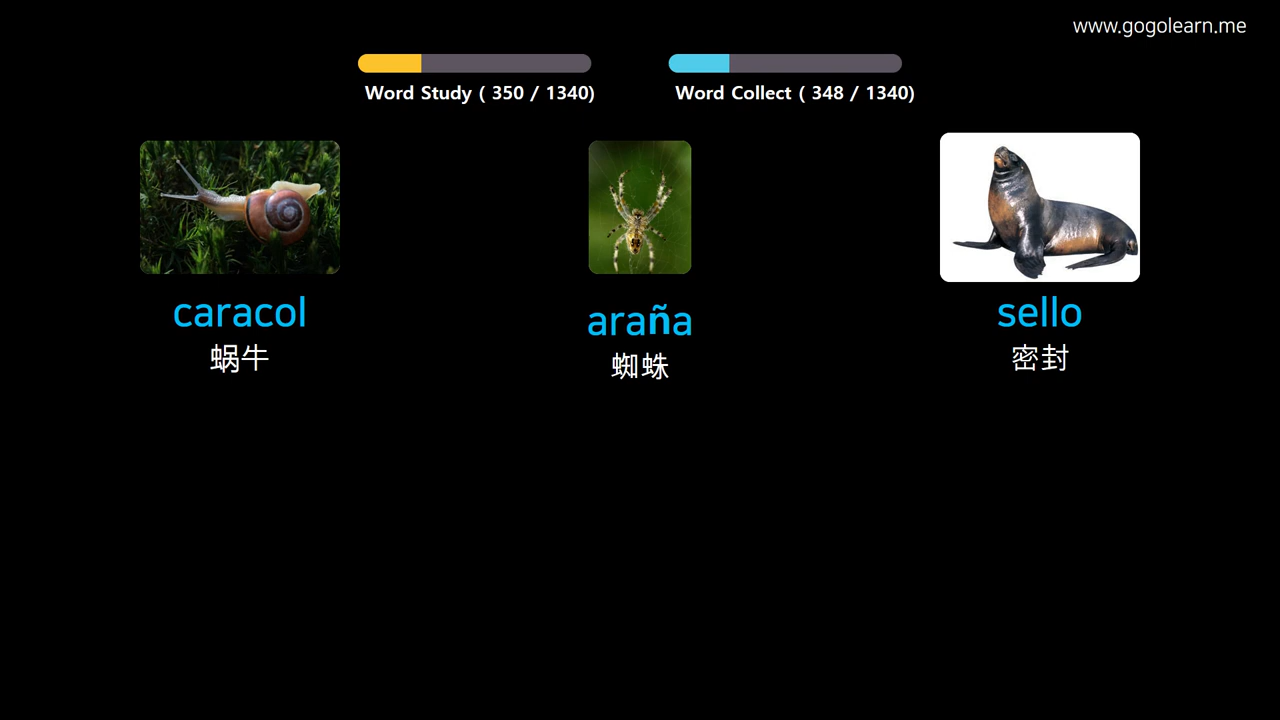 www.gogolearn.me
Word Study ( 350 / 1340)
Word Collect ( 348 / 1340)
caracol
蜗牛
araña
蜘蛛
sello
密封